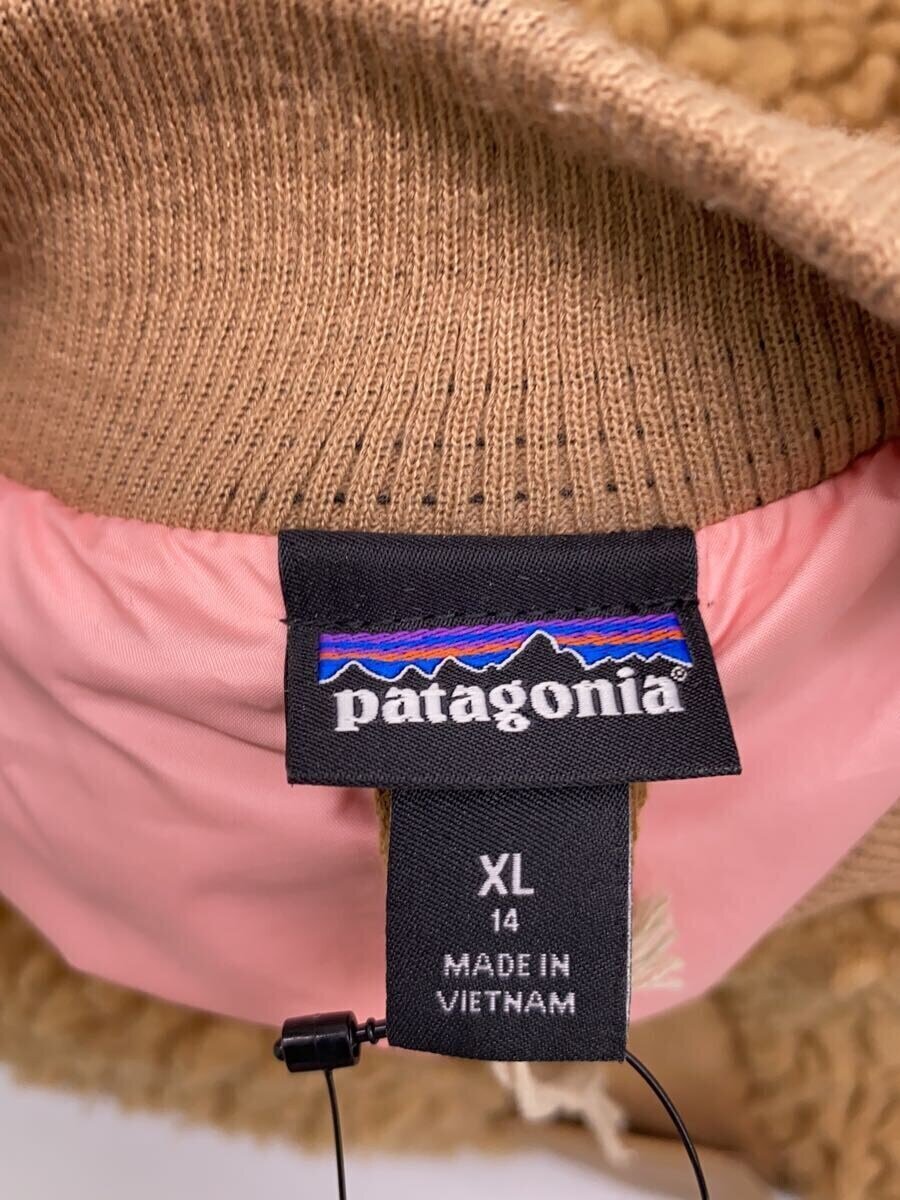 patagonia®
XL
14
MADE IN
VIETNAM